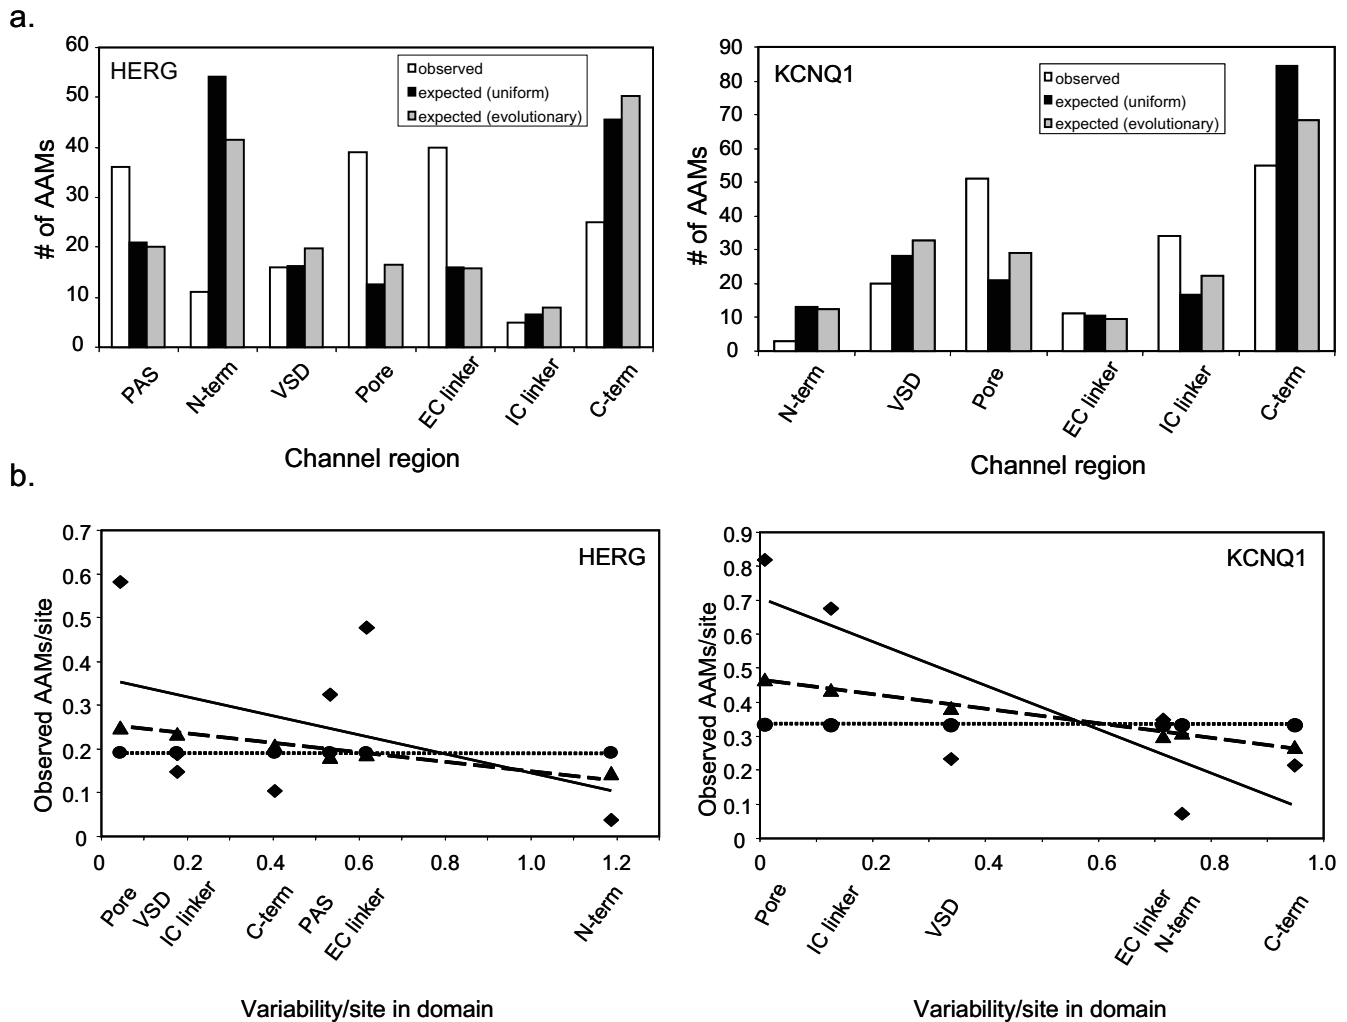 a.
60
50
40
30
20
10
0
# of AAMs
HERG
observed
expected (uniform)
expected (evolutionary)
PAS
N-term
VSD
Pore
EC linker
IC linker
C-term
Channel region
90
80
70
60
50
40
30
20
10
0
# of AAMs
KCNQ1
observed
expected (uniform)
expected (evolutionary)
N-term
VSD
Pore
EC linker
IC linker
C-term
Channel region
b.
0.7
0.6
0.5
0.4
0.3
0.2
0.1
0
Observed AAMs/site
HERG
0 0.2 0.4 0.6 0.8 1.0 1.2
Pore
VSD
IC linker
C-term
PAS
EC linker
N-term
Variability/site in domain
0.9
0.8
0.7
0.6
0.5
0.4
0.3
0.2
0.1
0
Observed AAMs/site
KCNQ1
0 0.2 0.4 0.6 0.8 1.0
Pore
IC linker
VSD
EC linker
N-term
C-term
Variability/site in domain